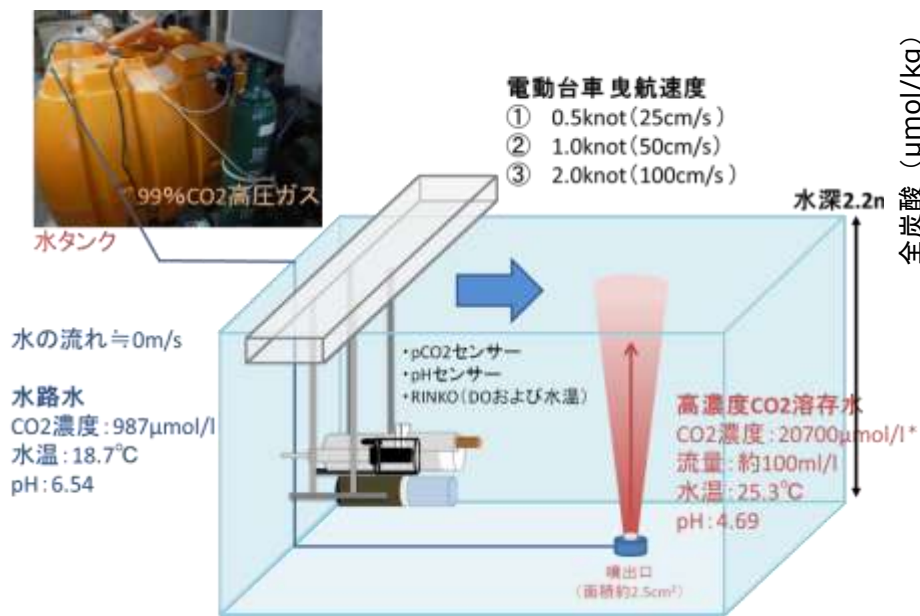 99%CO2高圧ガス
水タンク
電動台車 曳航速度
① 0.5knot(25cm/s)
② 1.0knot(50cm/s)
③ 2.0knot(100cm/s)
水深2.2m
全炭酸(μmol/kg)
水の流れ≒0m/s
水路水
CO2濃度:987μmol/l
水温:18.7℃
pH:6.54
・pCO2センサー
・pHセンサー
・RINKO(DOおよび水温)
高濃度CO2溶存水
CO2濃度:20700μmol/l*
流量:約100ml/l
水温:25.3℃
pH:4.69
噴出口
(面積約2.5cm²)